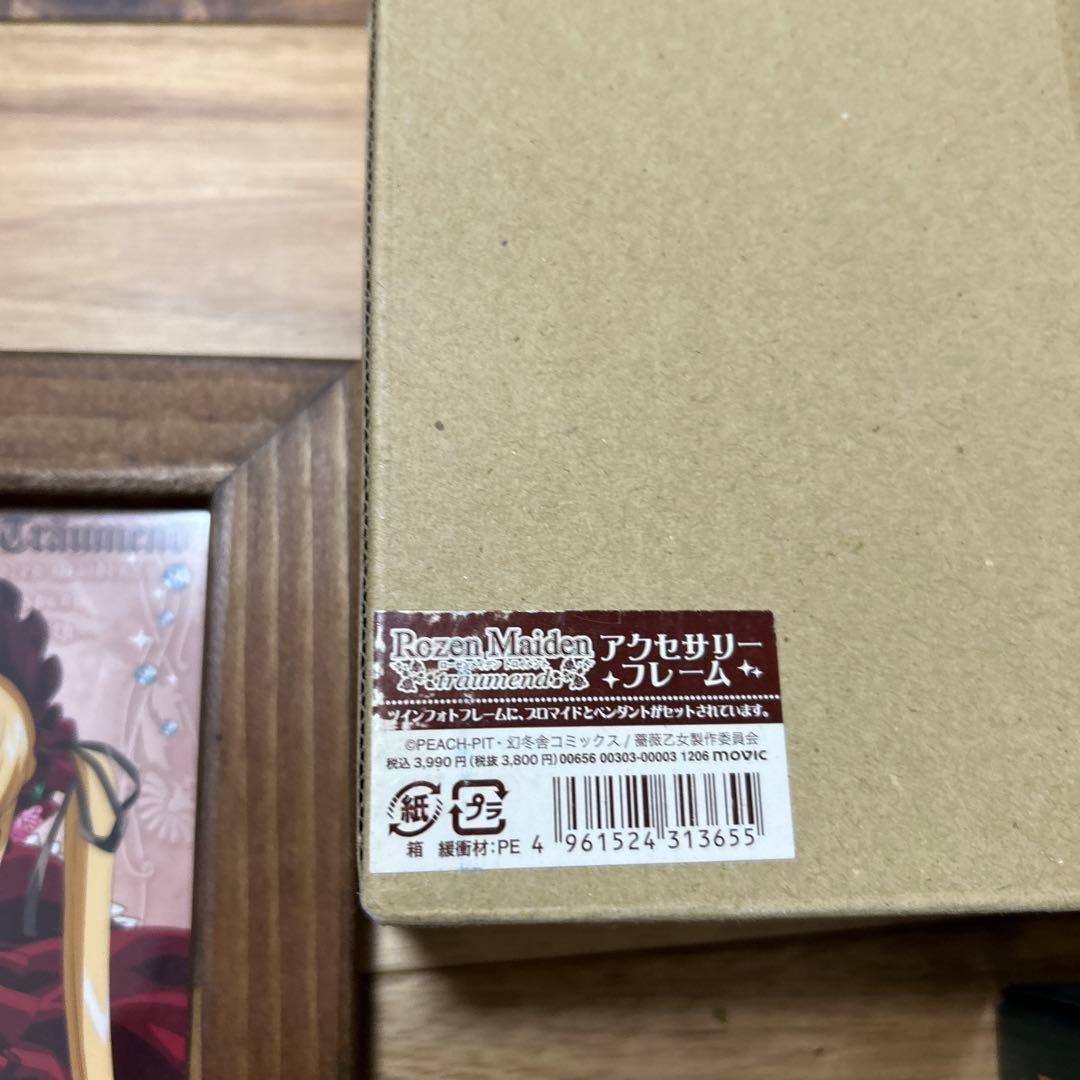 Träumend
Rozen Maiden
ローゼンメイデン トロイメント
träumend
アクセサリー
フレーム
ツインフォトフレームに、ブロマイドとペンダントがセットされています。
©PEACH-PIT・幻冬舎コミックス/薔薇乙女製作委員会
税込 3,990円(税抜 3,800円)00656 00303-00003 1206 movic
紙
プラ
箱 緩衝材:PE
4 961524 313655